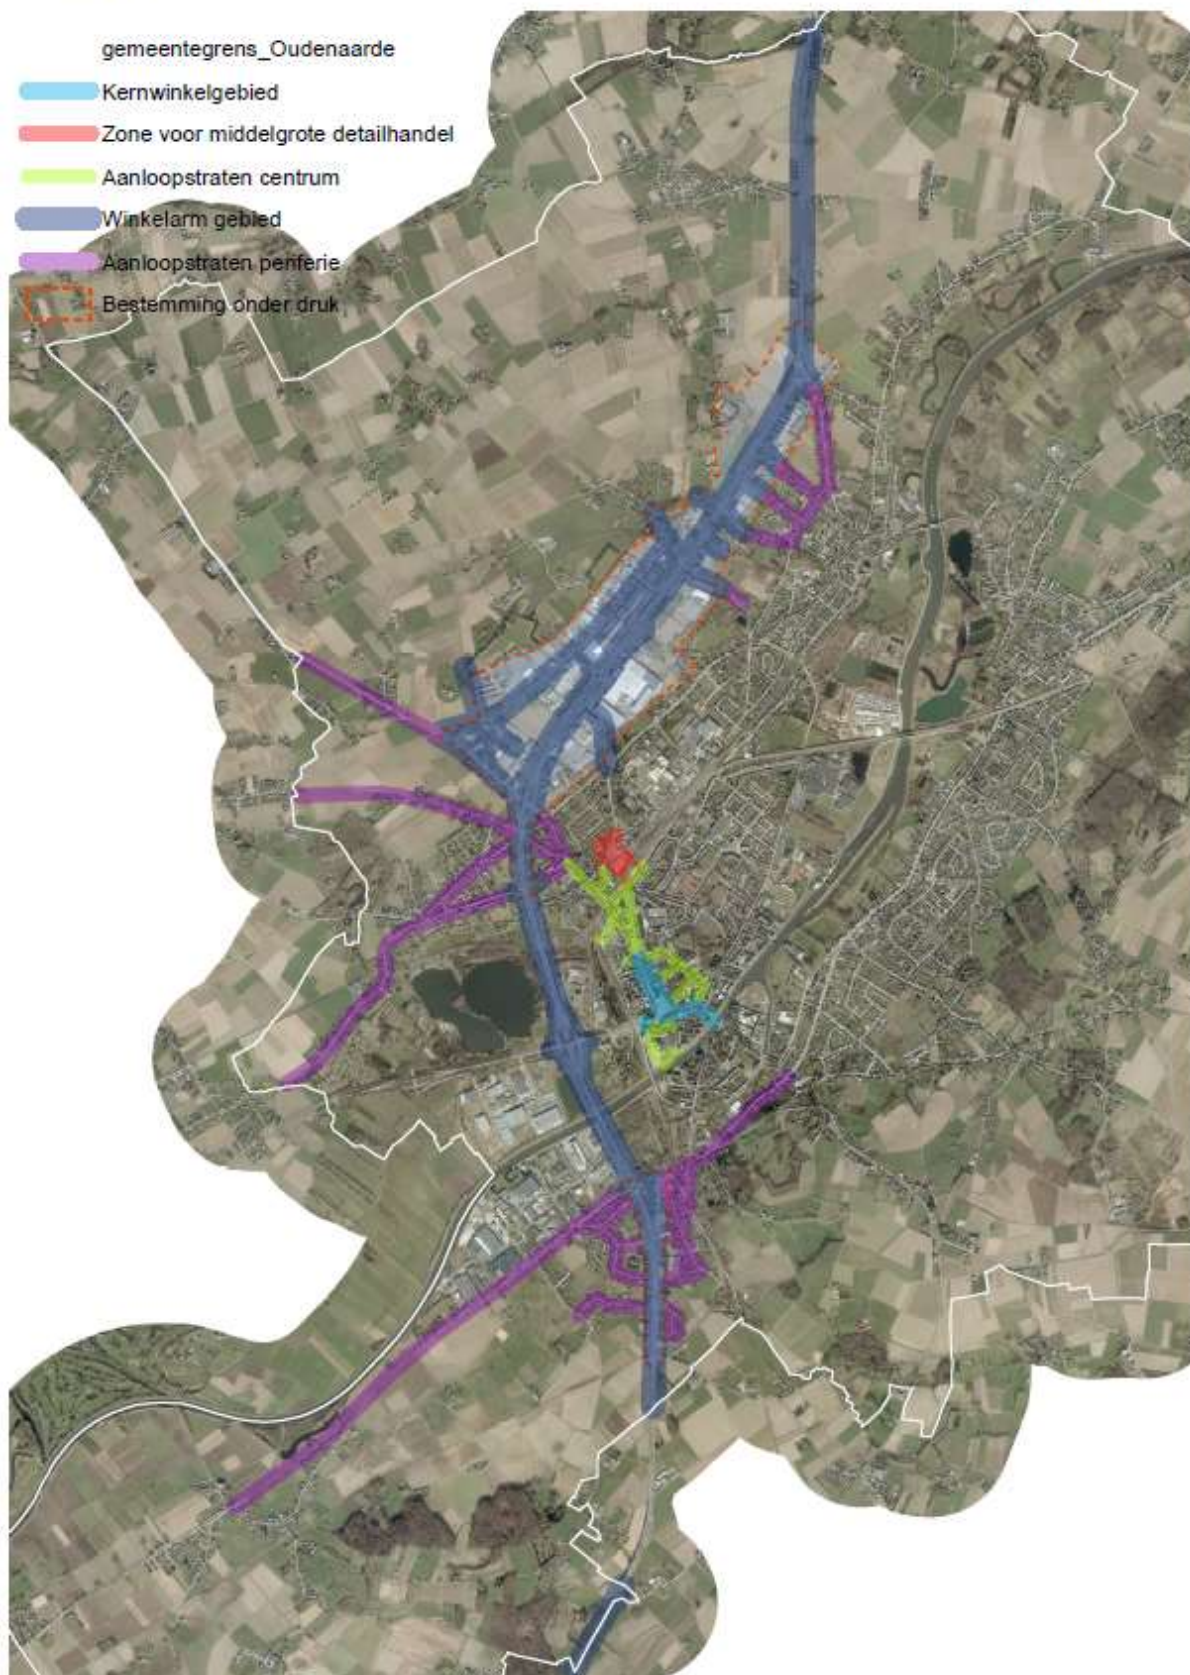 gemeentegrens_Oudenaarde
Kernwinkelgebied
Zone voor middelgrote detailhandel
Aanloopstraten centrum
Winkelarm gebied
Aanloopstraten periferie
Bestemming onder druk